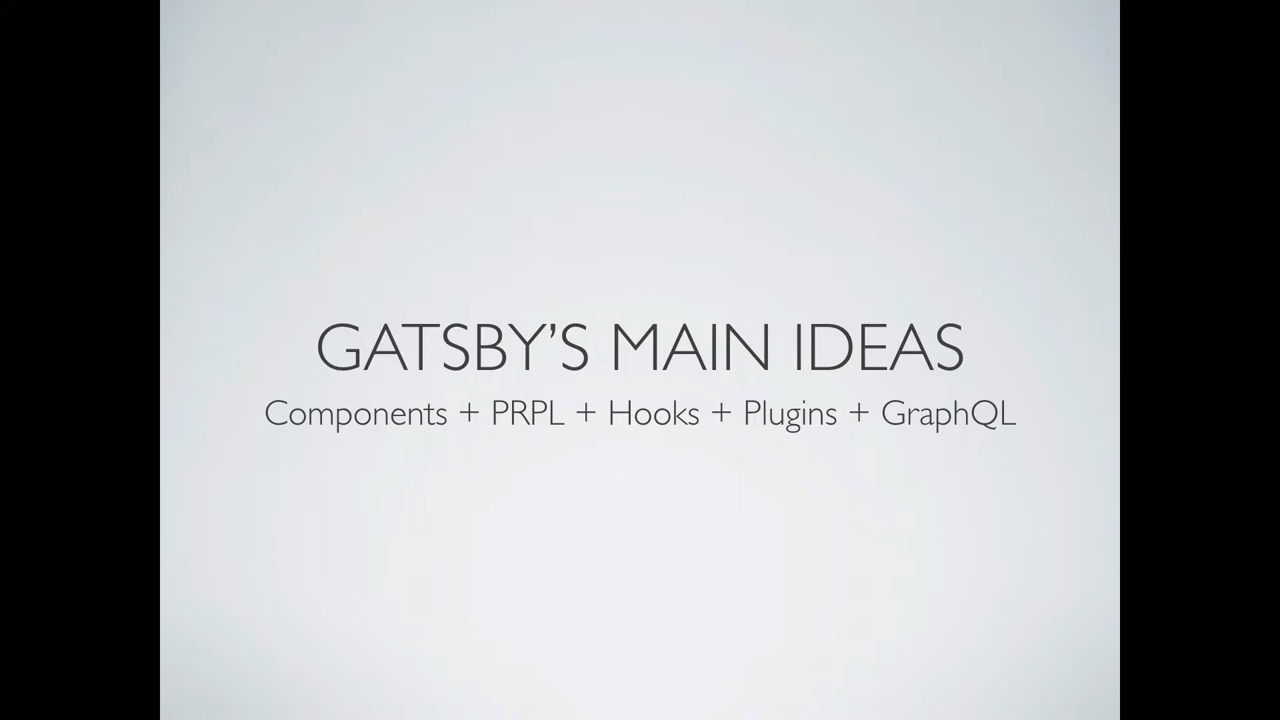 GATSBY’S MAIN IDEAS
Components + PRPL + Hooks + Plugins + GraphQL